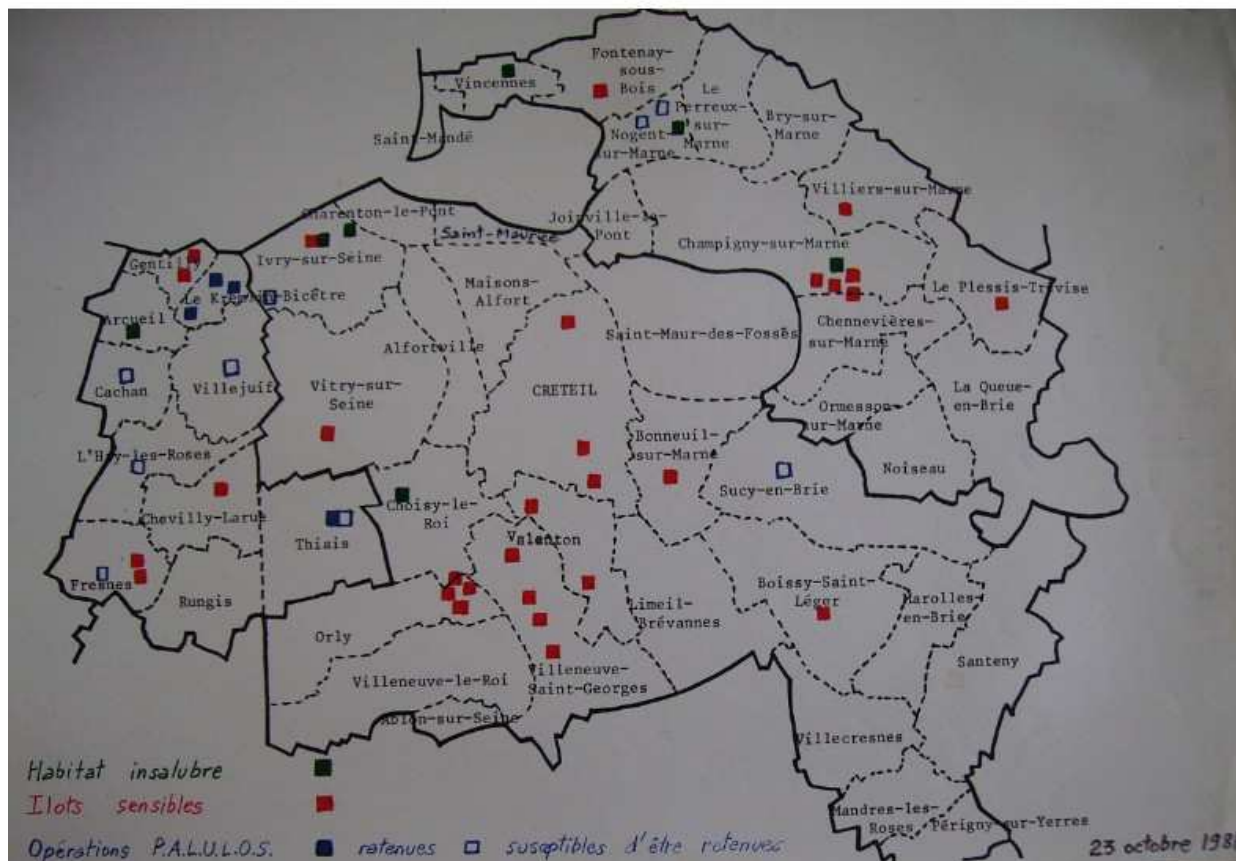 Fontenay-
sous-
Bois
Vincennes
Le
Perreux-
sur-
Marne
Bry-sur-
Marne
Nogent-
sur-Marne
Saint-Mandé
Villiers-sur-Marne
Charenton-le-Pont
Saint-Maurice
Joinville-le-
Pont
Champigny-sur-Marne
Gentilly
Ivry-sur-Seine
Maisons-
Alfort
Le Kremlin-Bicêtre
Le Plessis-Trévise
Arcueil
Saint-Maur-des-Fossés
Chennevières-
sur-Marne
Alfortville
Cachan
Villejuif
Vitry-sur-
Seine
CRETEIL
La Queue-
en-Brie
Ormesson-
sur-Marne
Bonneuil-
sur-Marne
L'Hay-les-Roses
Noiseau
Sucy-en-Brie
Chevilly-Larue
Choisy-le-
Roi
Thiais
Valenton
Fresnes
Rungis
Boissy-Saint-
Léger
Marolles-
en-Brie
Limeil-
Brévannes
Orly
Santeny
Villeneuve-le-Roi
Villeneuve-
Saint-Georges
Ablon-sur-Seine
Villecresnes
Mandres-les-
Roses
Périgny-sur-Yerres
Habitat insalubre
Ilots sensibles
Opérations P.A.L.U.L.O.S. retenues susceptibles d'être retenues
23 octobre